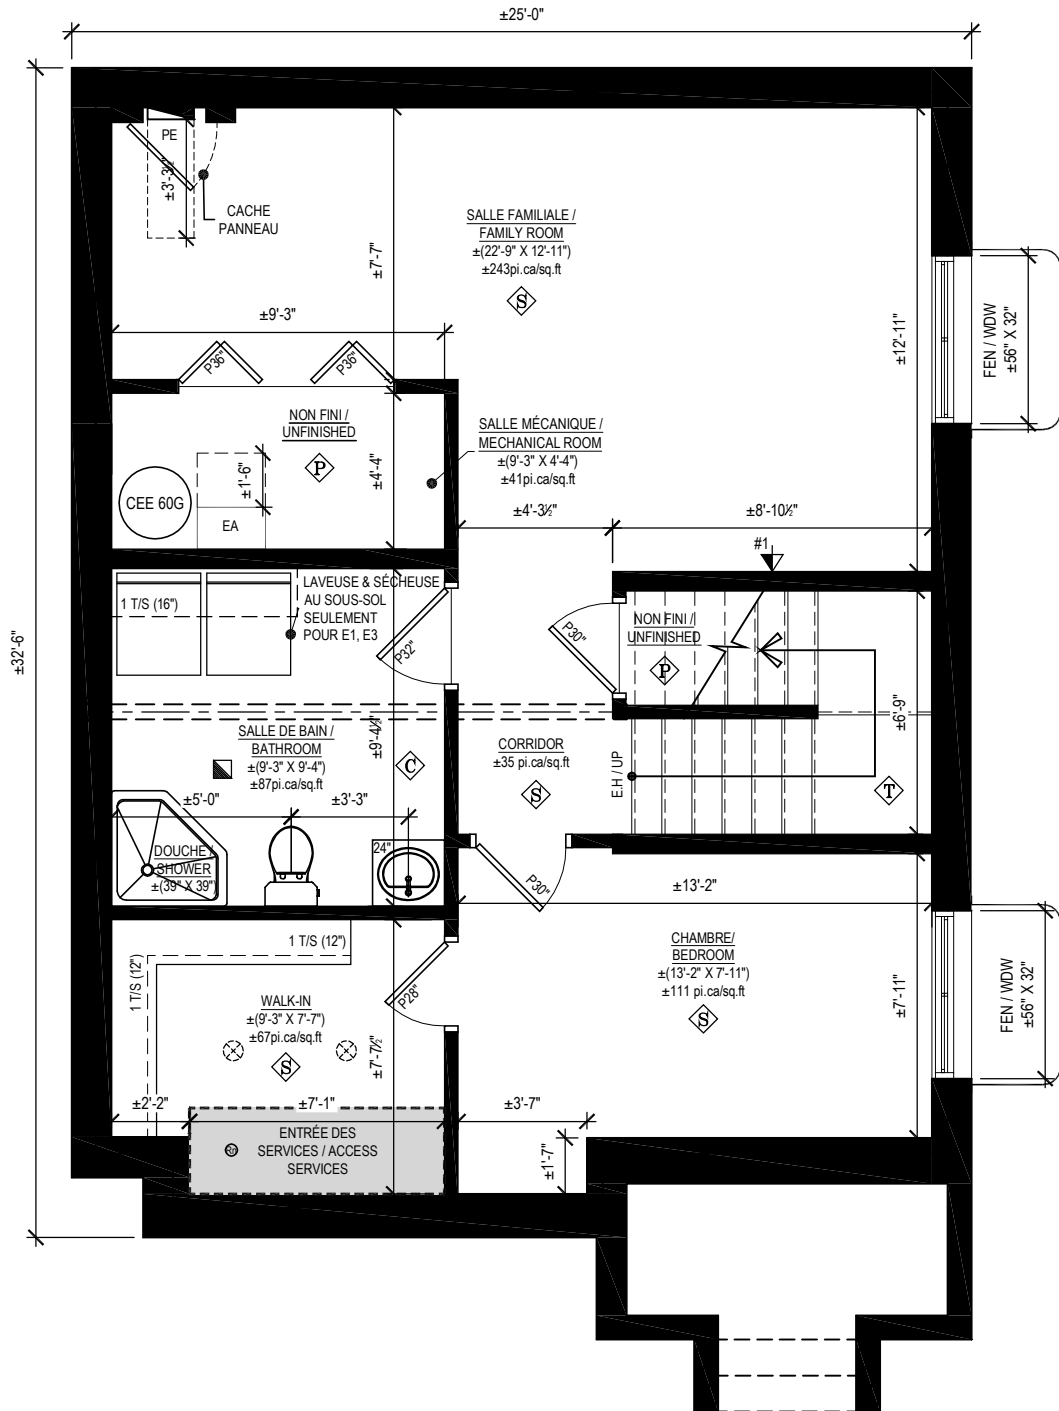 ±25'-0"
±32'-6"
PE
±3'-3½"
CACHE
PANNEAU
±7'-7"
SALLE FAMILIALE /
FAMILY ROOM
±(22'-9" X 12'-11")
±243pi.ca/sq.ft
S
±12'-11"
FEN / WDW
±56" X 32"
±9'-3"
P36"
P36"
NON FINI /
UNFINISHED
P
±4'-4"
SALLE MÉCANIQUE /
MECHANICAL ROOM
±(9'-3" X 4'-4")
±41pi.ca/sq.ft
CEE 60G
±1'-6"
EA
±4'-3½"
±8'-10½"
#1
1 T/S (16")
LAVEUSE & SÉCHEUSE
AU SOUS-SOL
SEULEMENT
POUR E1, E3
P32"
P30"
NON FINI /
UNFINISHED
P
±6'-9"
±9'-4½"
SALLE DE BAIN /
BATHROOM
±(9'-3" X 9'-4")
±87pi.ca/sq.ft
C
CORRIDOR
±35 pi.ca/sq.ft
S
E.H / UP
T
±5'-0"
±3'-3"
24"
DOUCHE /
SHOWER
±(39" X 39")
P30"
±13'-2"
1 T/S (12")
1 T/S (12")
P28"
CHAMBRE/
BEDROOM
±(13'-2" X 7'-11")
±111 pi.ca/sq.ft
S
±7'-11"
FEN / WDW
±56" X 32"
WALK-IN
±(9'-3" X 7'-7")
±67pi.ca/sq.ft
S
±7'-7½"
±2'-2"
±7'-1"
±3'-7"
±1'-7"
ENTRÉE DES
SERVICES / ACCESS
SERVICES